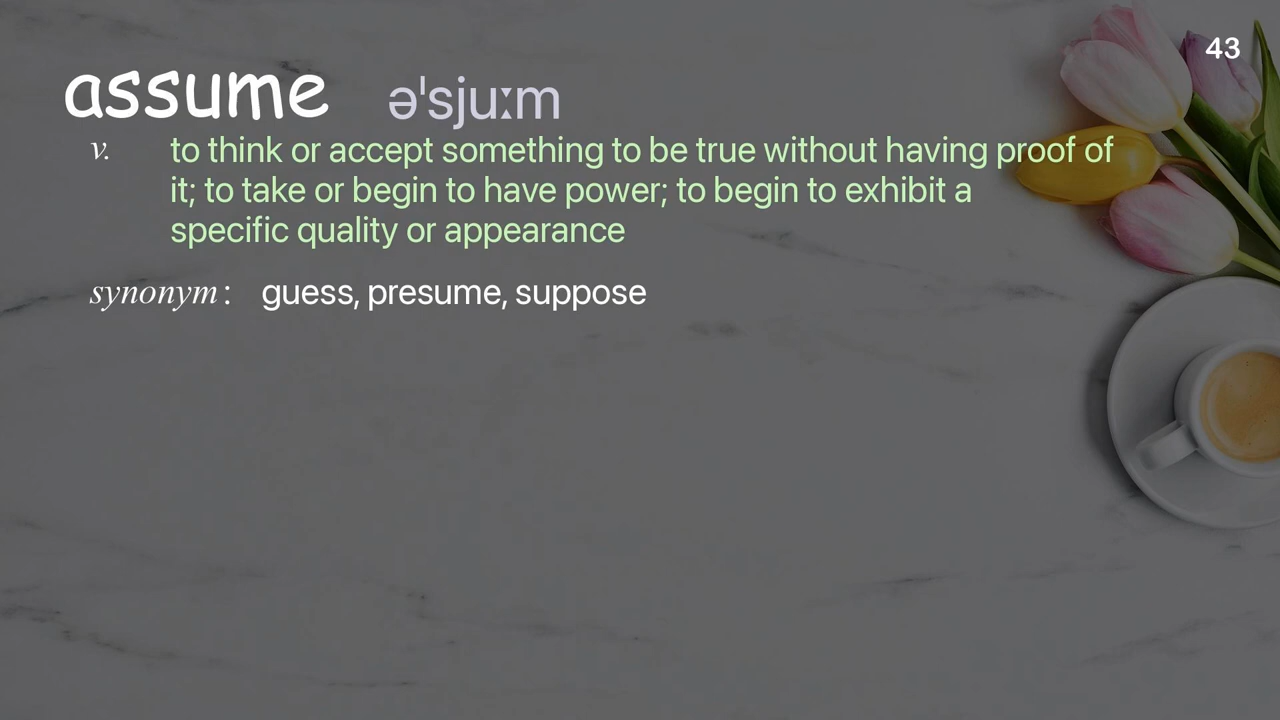 43
assume əˈsjuːm
v. to think or accept something to be true without having proof of
it; to take or begin to have power; to begin to exhibit a
specific quality or appearance
synonym: guess, presume, suppose